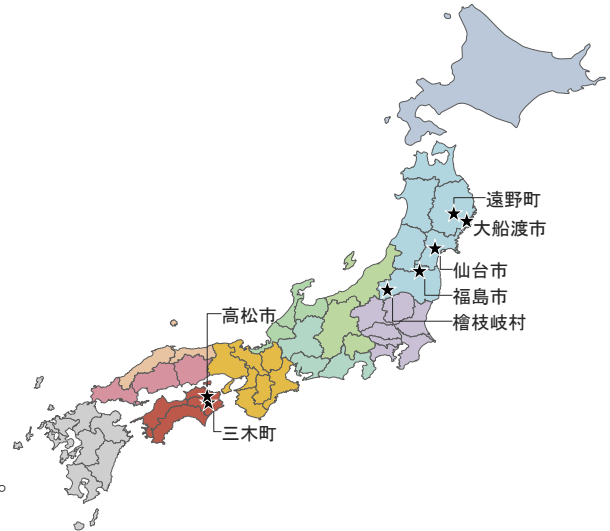 遠野町
大船渡市
仙台市
福島市
檜枝岐村
高松市
三木町